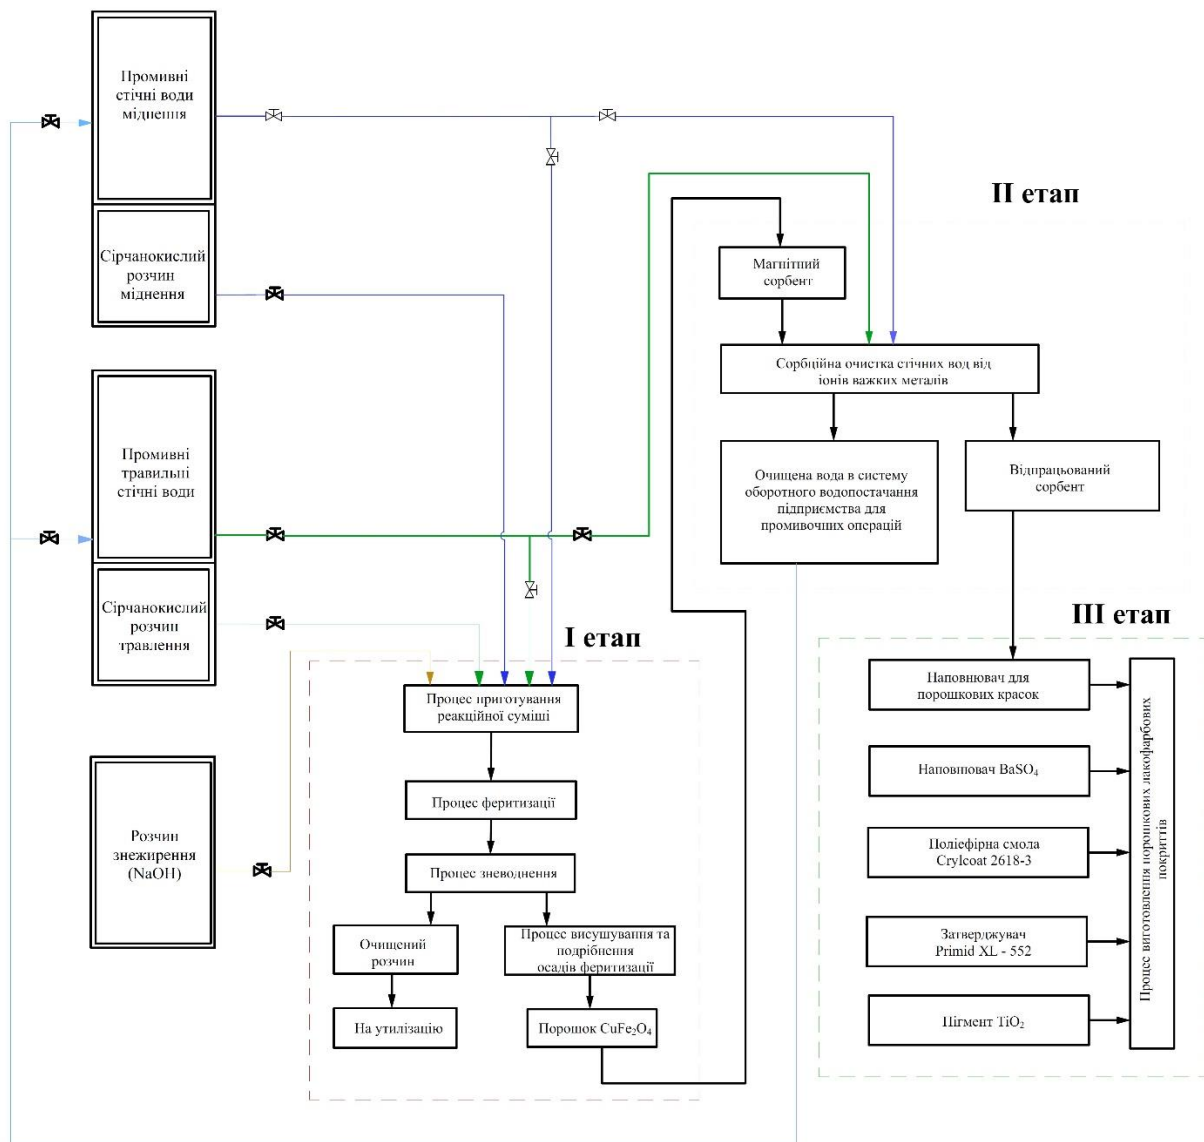 Промивні
стічні води
міднення
Сірчанокислий
розчин
міднення
Промивні
травильні
стічні води
Сірчанокислий
розчин
травлення
Розчин
знежирення
(NaOH)
I етап
Процес приготування
реакційної суміші
Процес феритизації
Процес зневоднення
Очищений
розчин
На утилізацію
Процес висушування та
подрібнення
осадів феритизації
Порошок CuFe₂O₄
II етап
Магнітний
сорбент
Сорбційна очистка стічних вод від
іонів важких металів
Очищена вода в систему
оборотного водопостачання
підприємства для
промивочних операцій
Відпрацьований
сорбент
III етап
Наповнювач для
порошкових красок
Наповнювач BaSO₄
Поліефірна смола
Crylcoat 2618-3
Затверджувач
Primid XL - 552
Пігмент TiO₂
Процес виготовлення порошкових лакофарбових
покриттів